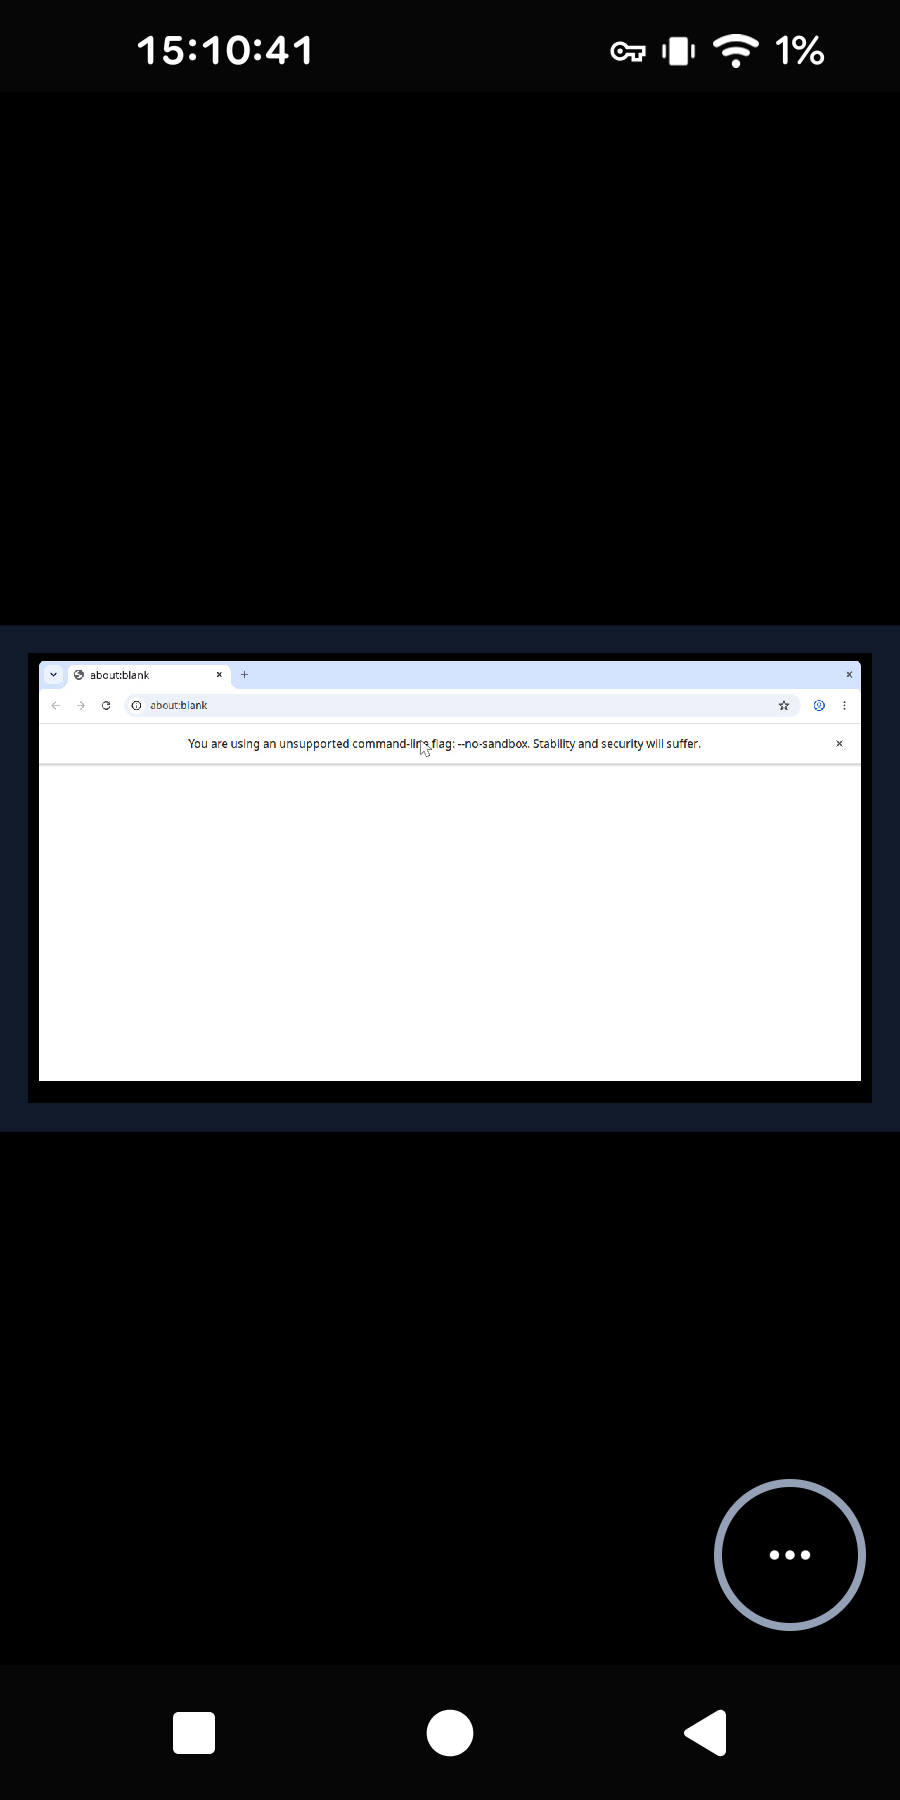 15:10:41 1%
about:blank
about:blank
You are using an unsupported command-line flag: --no-sandbox. Stability and security will suffer.